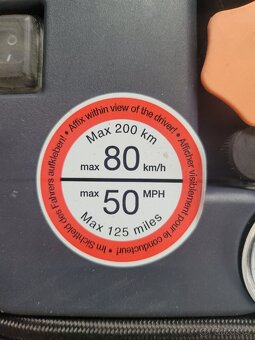 • Affix within view of the driver! • Afficher visiblement pour le conducteur! • Im Sichtfeld des Fahrers aufkleben!
Max 200 km
max 80 km/h
max 50 MPH
Max 125 miles